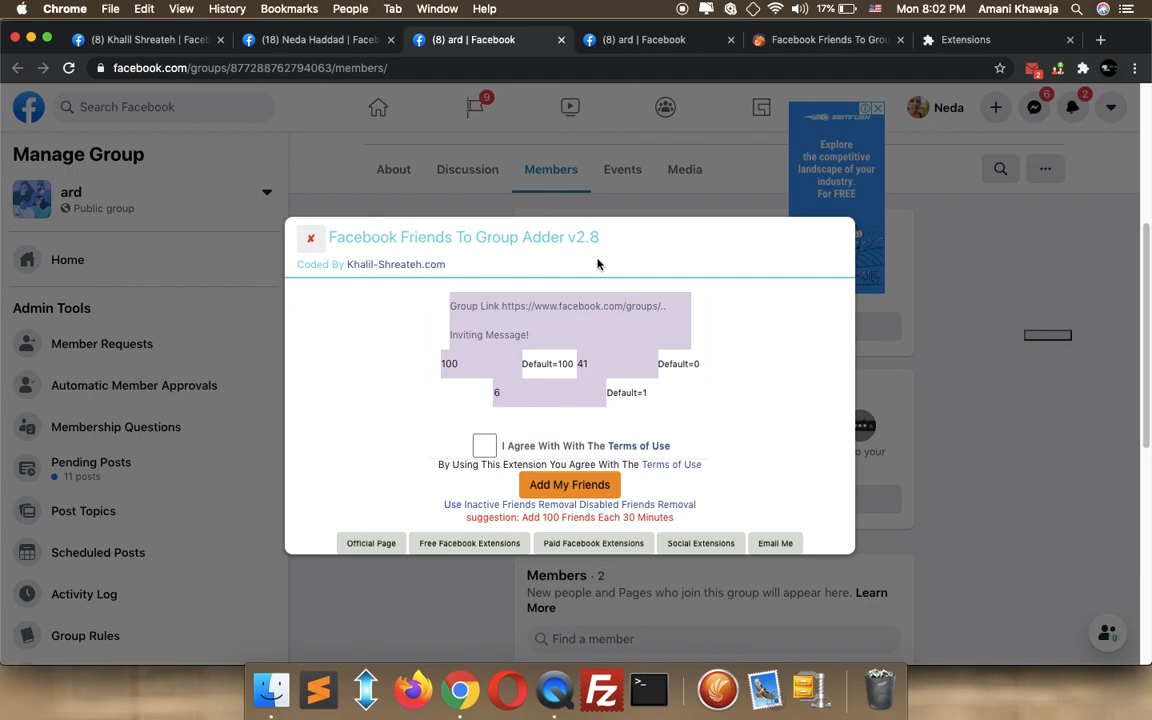 Chrome File Edit View History Bookmarks People Tab Window Help 17% Mon 8:02 PM Amani Khawaja
(8) Khalil Shreateh | Faceb (18) Neda Haddad | Facebo (8) ard | Facebook (8) ard | Facebook Facebook Friends To Grou Extensions
facebook.com/groups/877288762794063/members/ 2
Search Facebook 9 Neda 6 2
Manage Group
ard
Public group
Home
Admin Tools
Member Requests
Automatic Member Approvals
Membership Questions
Pending Posts
11 posts
Post Topics
Scheduled Posts
Activity Log
Group Rules
About Discussion Members Events Media
SEMRUSH
Explore
the competitive
landscape of your
industry.
For FREE
Facebook Friends To Group Adder v2.8
Coded By Khalil-Shreateh.com
Group Link https://www.facebook.com/groups/..
Inviting Message!
100 Default=100 41 Default=0
6 Default=1
I Agree With With The Terms of Use
By Using This Extension You Agree With The Terms of Use
Add My Friends
Use Inactive Friends Removal Disabled Friends Removal
suggestion: Add 100 Friends Each 30 Minutes
Official Page Free Facebook Extensions Paid Facebook Extensions Social Extensions Email Me
o your
Members · 2
New people and Pages who join this group will appear here. Learn
More
Find a member
0